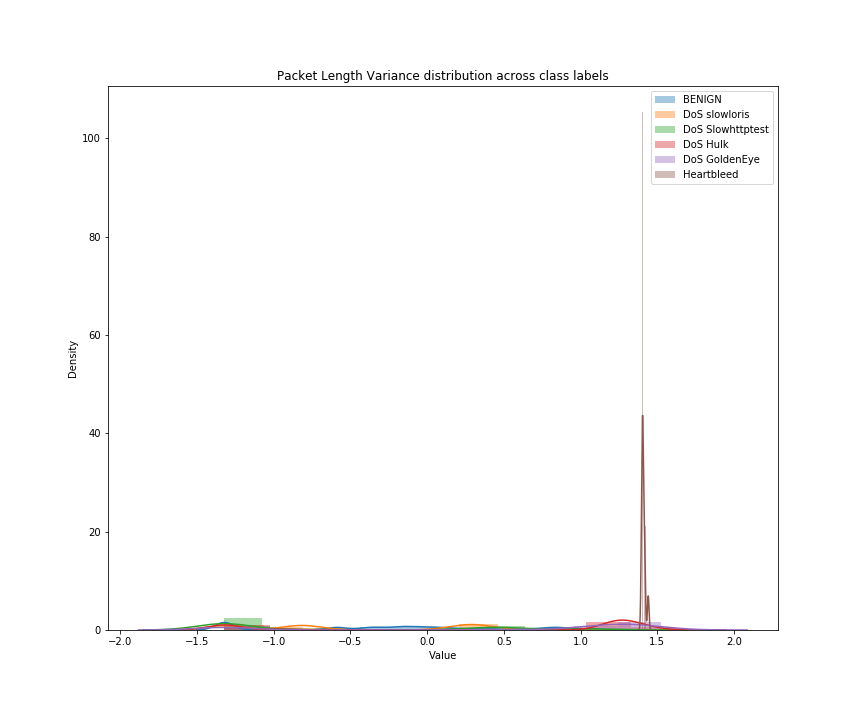 Packet Length Variance distribution across class labels
BENIGN
DoS slowloris
DoS Slowhttptest
DoS Hulk
DoS GoldenEye
Heartbleed
100
80
60
40
20
0
Density
−2.0 −1.5 −1.0 −0.5 0.0 0.5 1.0 1.5 2.0
Value